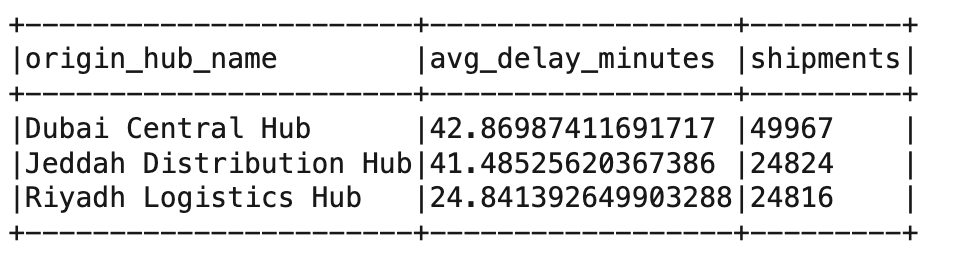 +-----------------------+------------------+---------+
|origin_hub_name        |avg_delay_minutes |shipments|
+-----------------------+------------------+---------+
|Dubai Central Hub      |42.86987411691717 |49967    |
|Jeddah Distribution Hub|41.48525620367386 |24824    |
|Riyadh Logistics Hub   |24.841392649903288|24816    |
+-----------------------+------------------+---------+